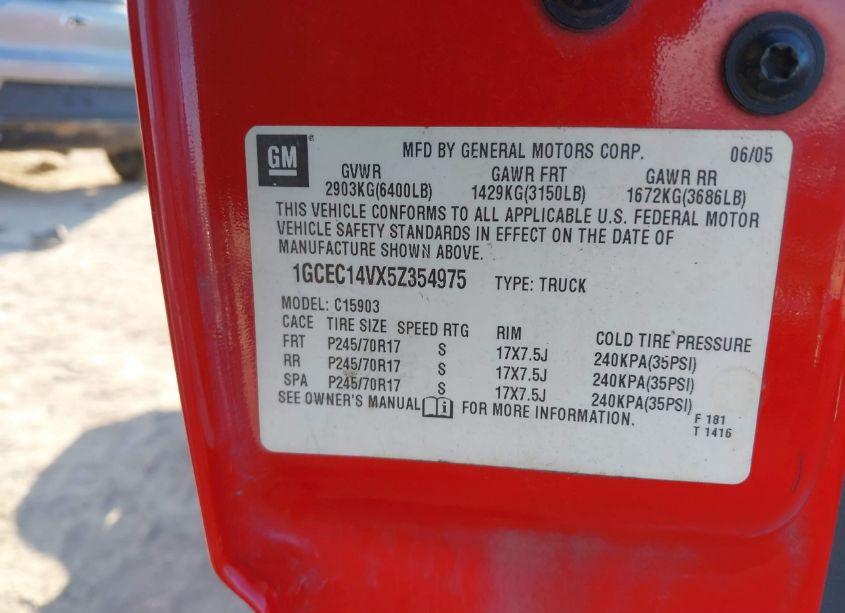 GM ®
MFD BY GENERAL MOTORS CORP. 06/05
GVWR GAWR FRT GAWR RR
2903KG(6400LB) 1429KG(3150LB) 1672KG(3686LB)
THIS VEHICLE CONFORMS TO ALL APPLICABLE U.S. FEDERAL MOTOR
VEHICLE SAFETY STANDARDS IN EFFECT ON THE DATE OF
MANUFACTURE SHOWN ABOVE.
1GCEC14VX5Z354975 TYPE: TRUCK
MODEL: C15903
CACE TIRE SIZE SPEED RTG RIM COLD TIRE PRESSURE
FRT P245/70R17 S 17X7.5J 240KPA(35PSI)
RR P245/70R17 S 17X7.5J 240KPA(35PSI)
SPA P245/70R17 S 17X7.5J 240KPA(35PSI)
SEE OWNER'S MANUAL i FOR MORE INFORMATION.
F 181
T 1416